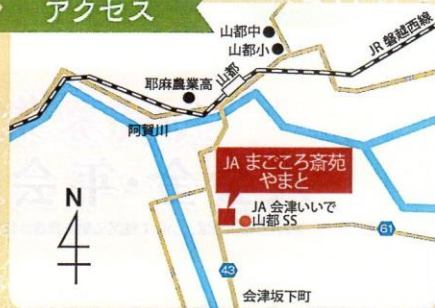 アクセス
山都中
山都小
JR 磐越西線
山都
耶麻農業高
阿賀川
JA まごころ斎苑
やまと
N
JA 会津いいで
山都 SS
61
43
会津坂下町